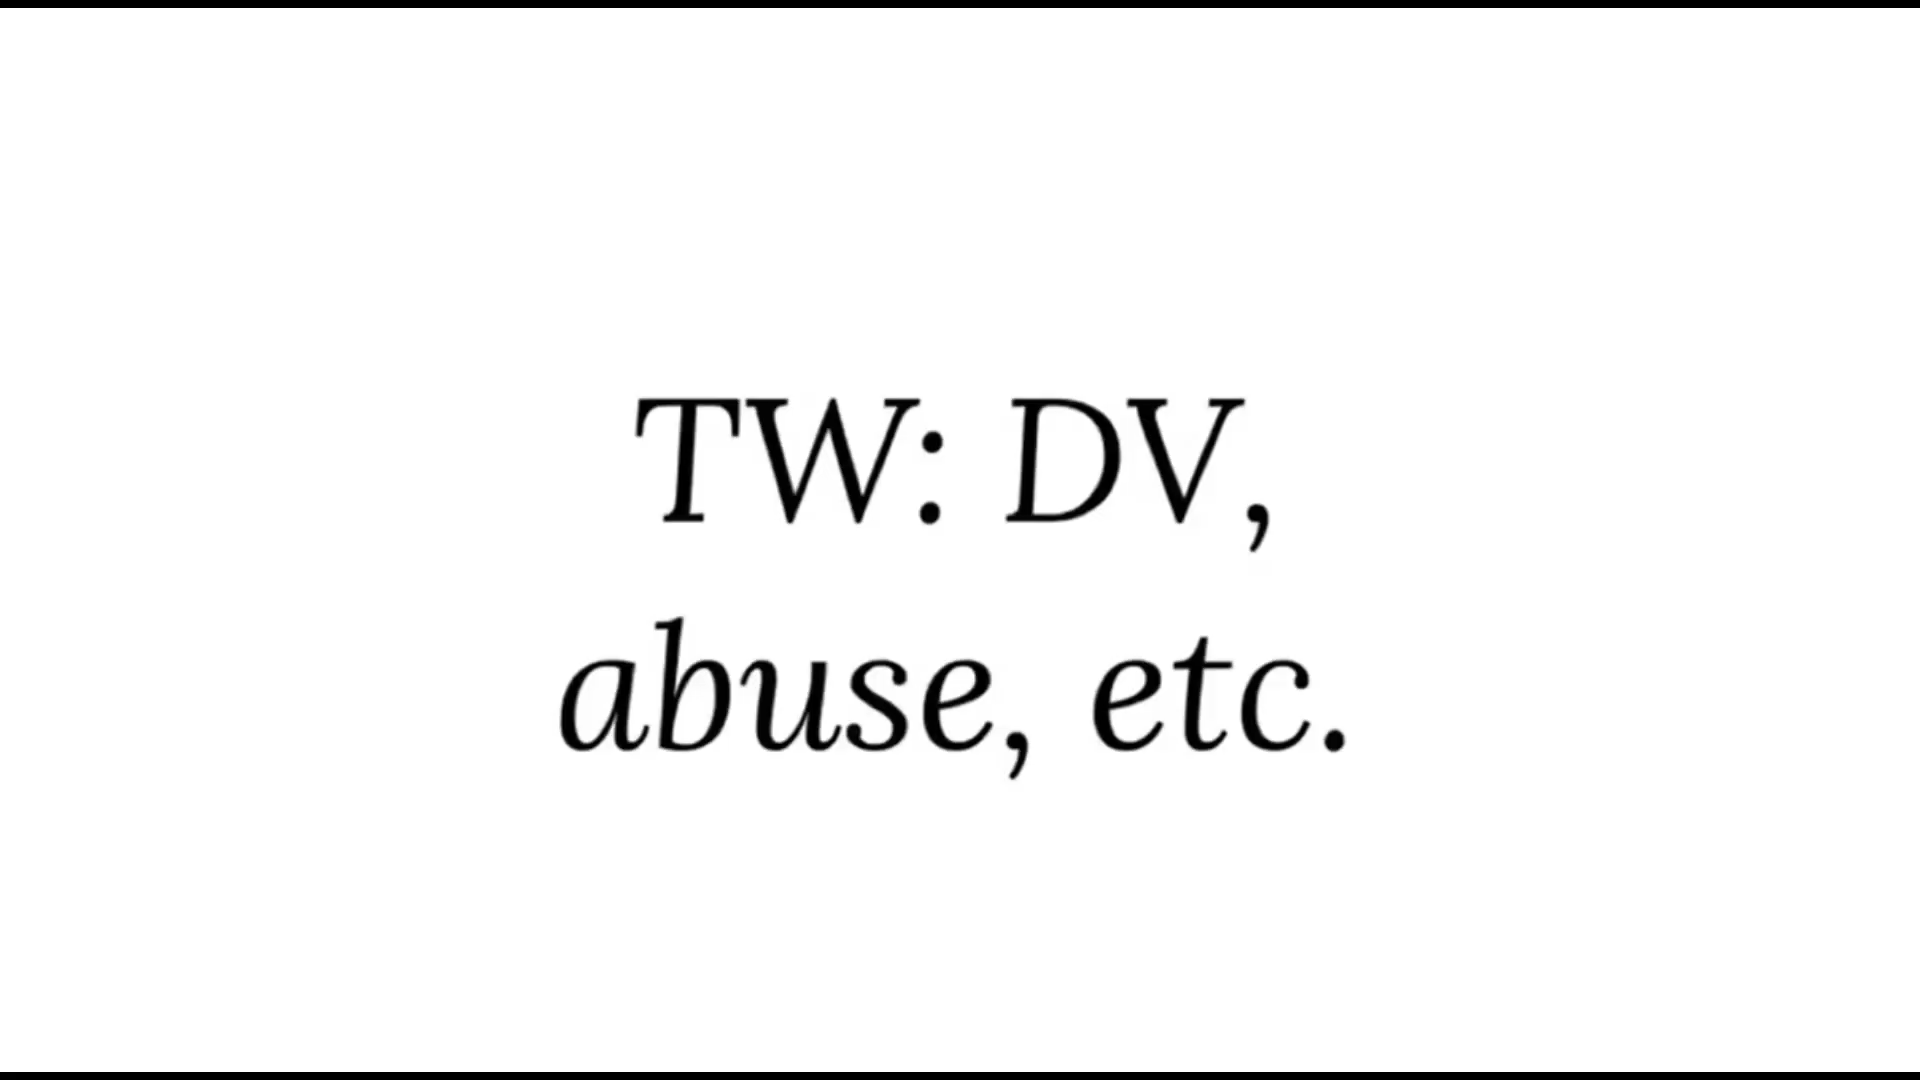 TW: DV,
abuse, etc.